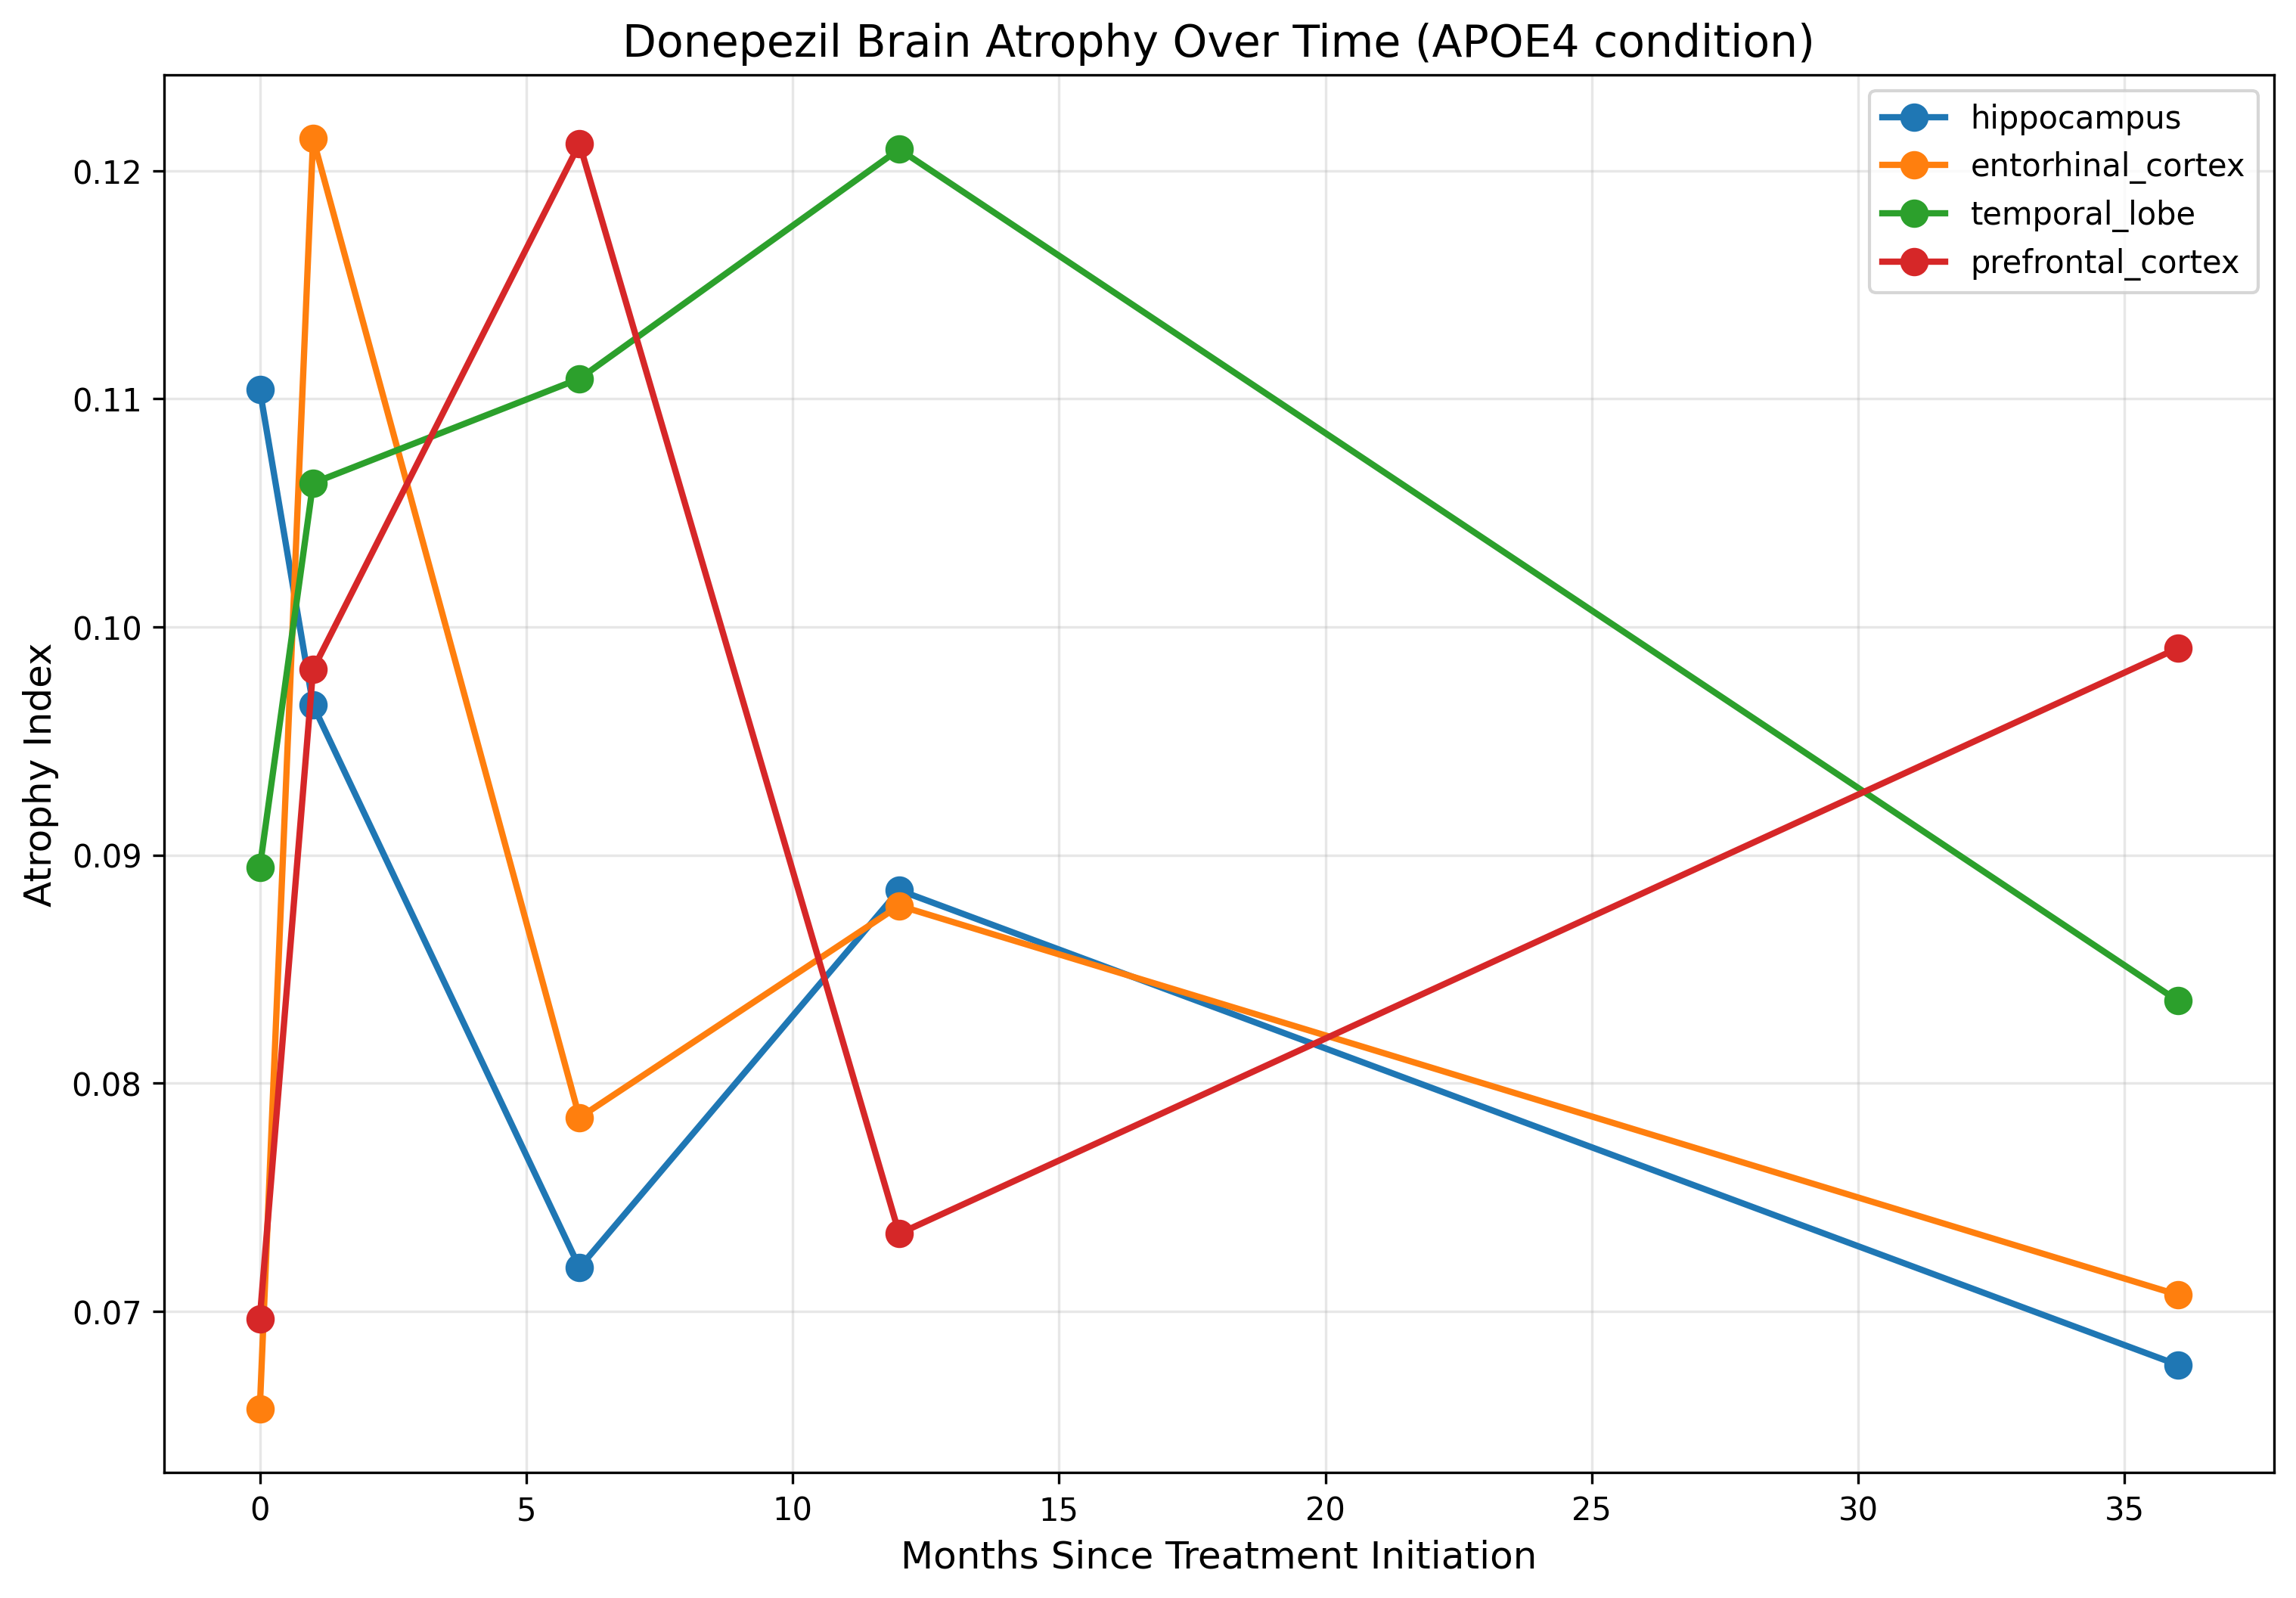 Donepezil Brain Atrophy Over Time (APOE4 condition)
hippocampus
entorhinal_cortex
temporal_lobe
prefrontal_cortex
Atrophy Index
0.12
0.11
0.10
0.09
0.08
0.07
0 5 10 15 20 25 30 35
Months Since Treatment Initiation